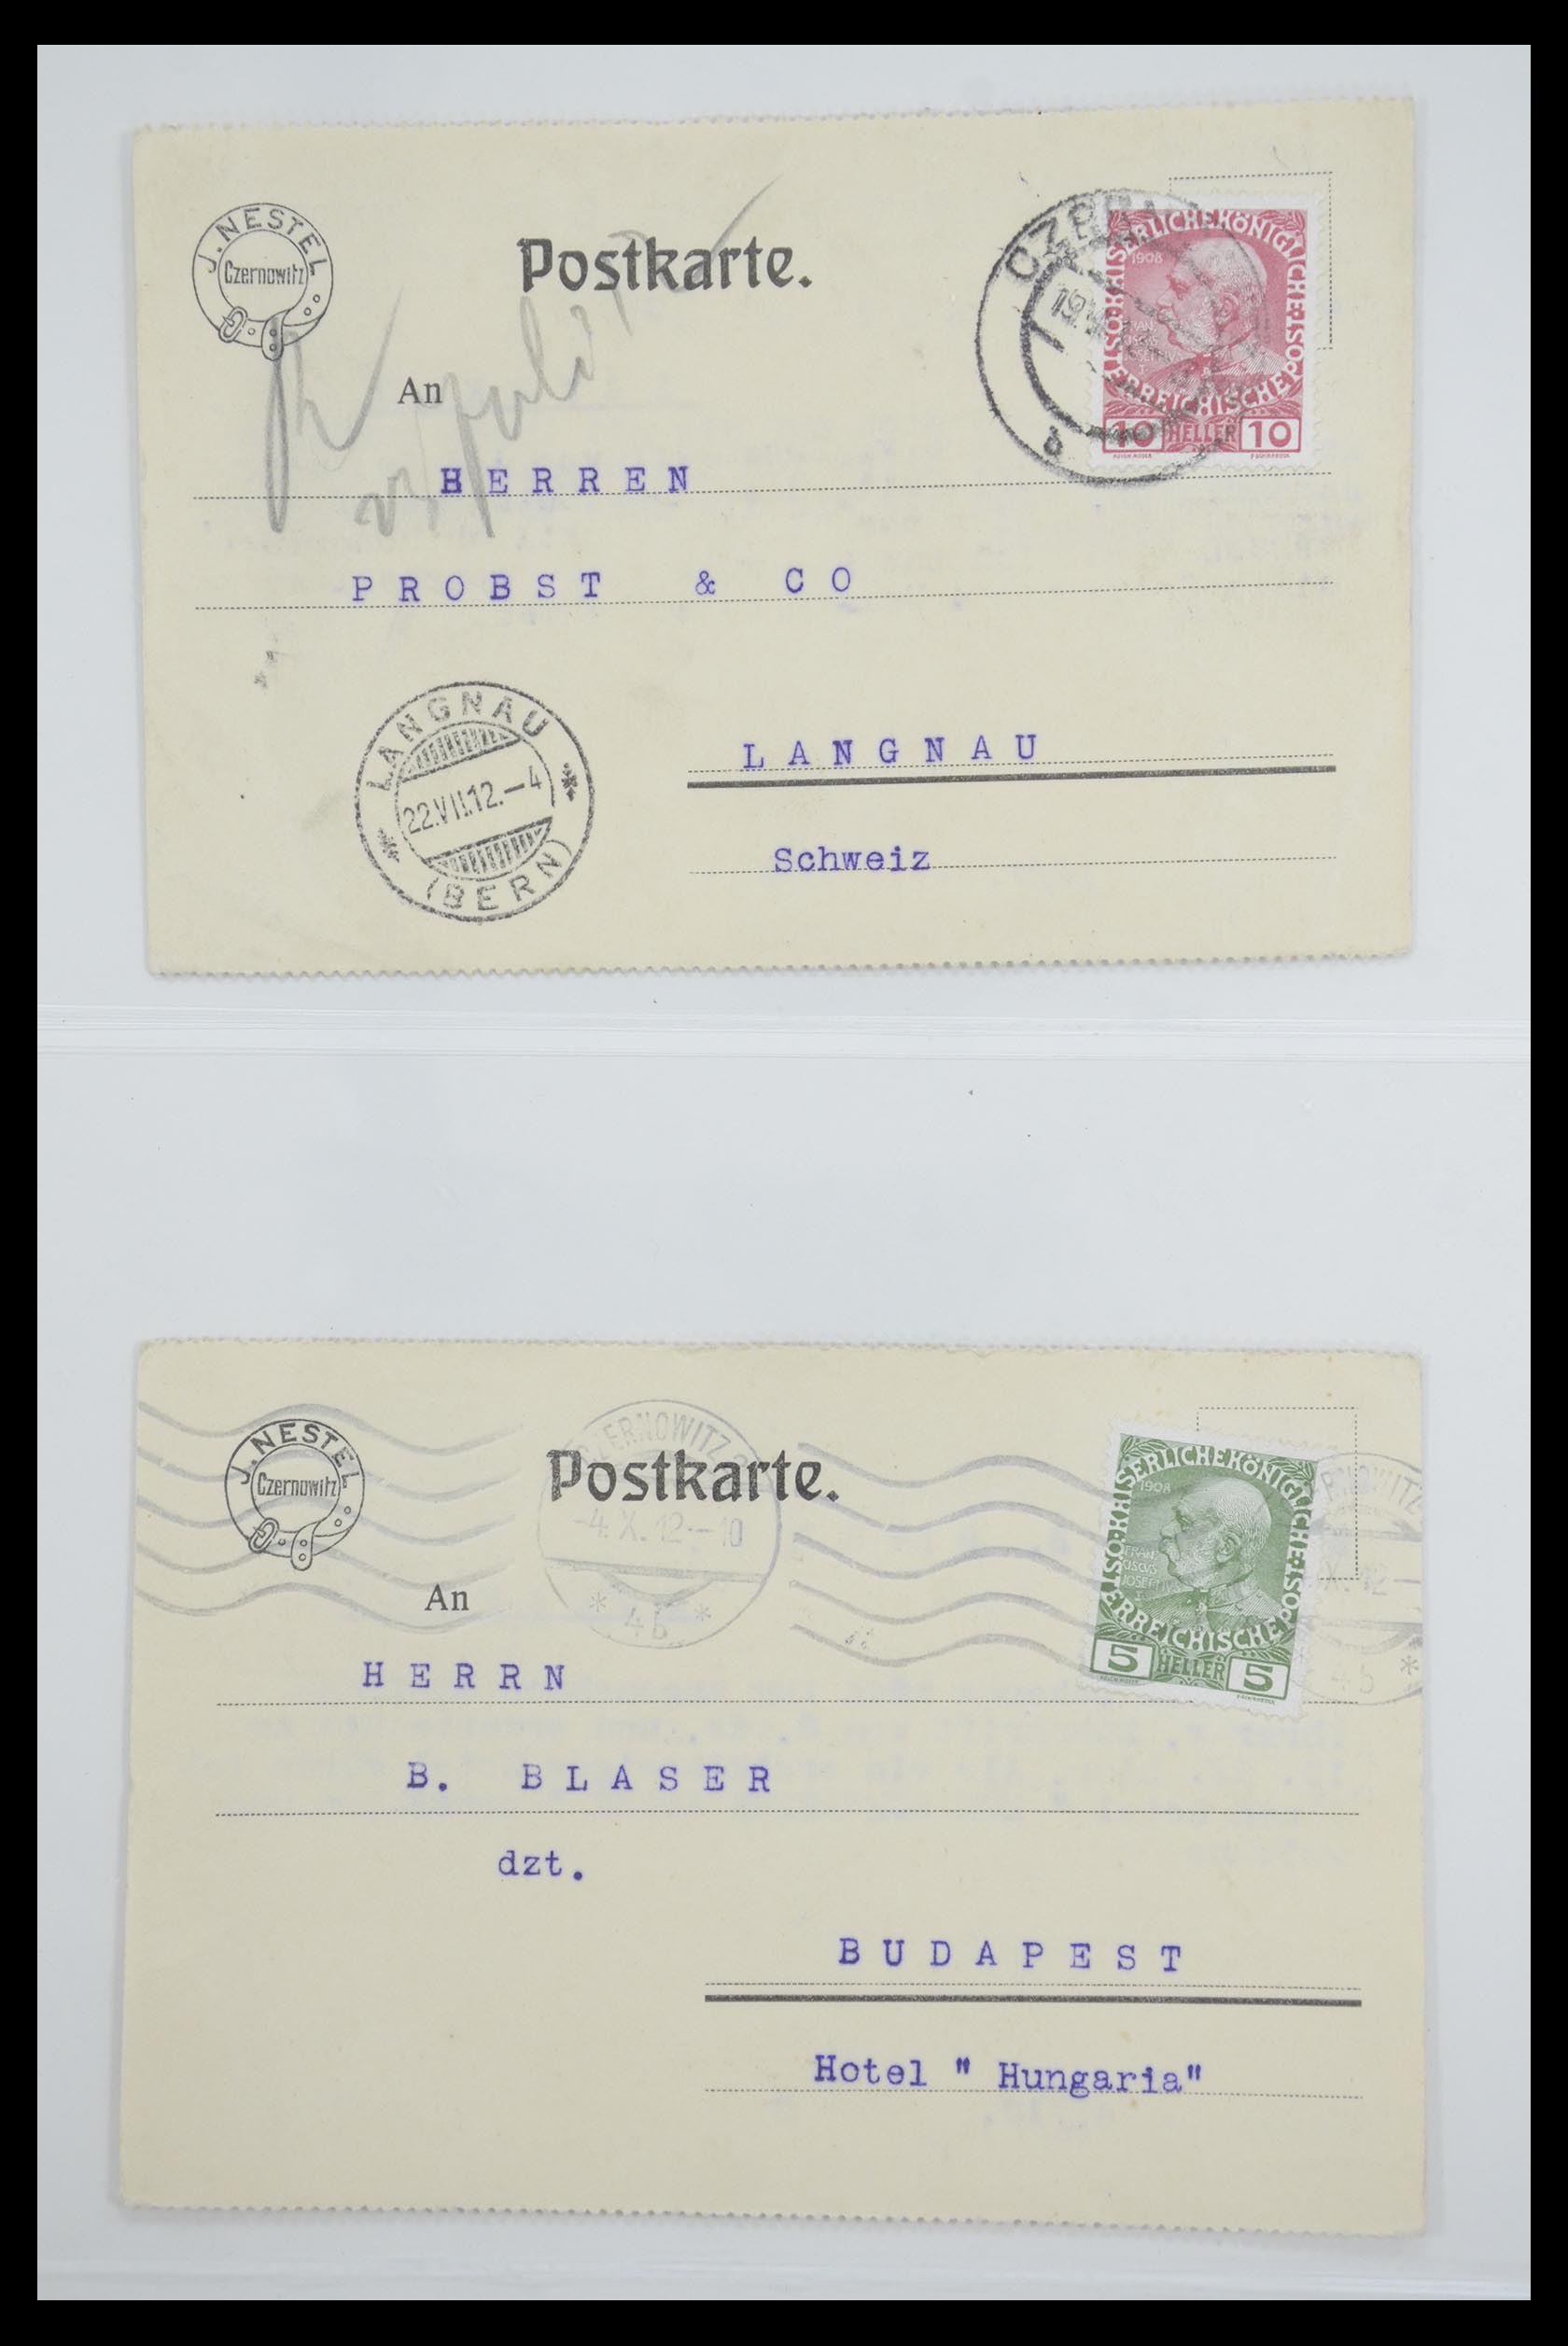 J. NESTEL
Czernowitz
Postkarte.
1908
KAISERLICHE KÖNIGLICHE ÖSTERREICHISCHE POST
10 HELLER 10
An
HERREN
PROBST & CO
LANGNAU
Schweiz
LANGNAU
22.VII.12.—4
(BERN)
J. NESTEL
Czernowitz
Postkarte.
CZERNOWITZ
-4.X.12.-10
* 4b *
1908
KAISERLICHE KÖNIGLICHE ÖSTERREICHISCHE POST
5 HELLER 5
An
HERRN
B. BLASER
dzt.
BUDAPEST
Hotel " Hungaria"